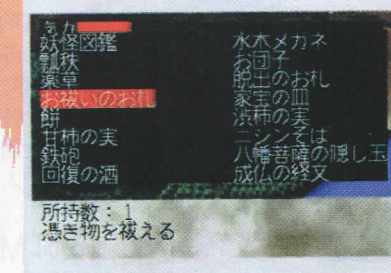 気力
妖怪図鑑
薬草
お祓いのお札
餅
甘柿の実
鉄砲
回復の酒
水木メガネ
お団子
脱出のお札
家宝の皿
渋柿の実
ニシンそば
八幡菩薩の隠し玉
成仏の経文
所持数:1
憑き物を祓える